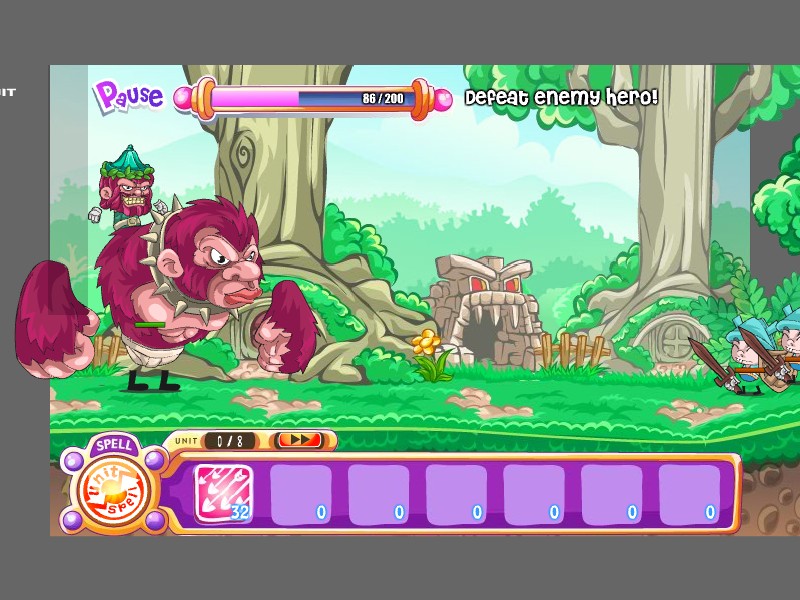 Pause
86 / 200
Defeat enemy hero!
SPELL
UNIT
0 / 8
unit
spell
32
0
0
0
0
0
0